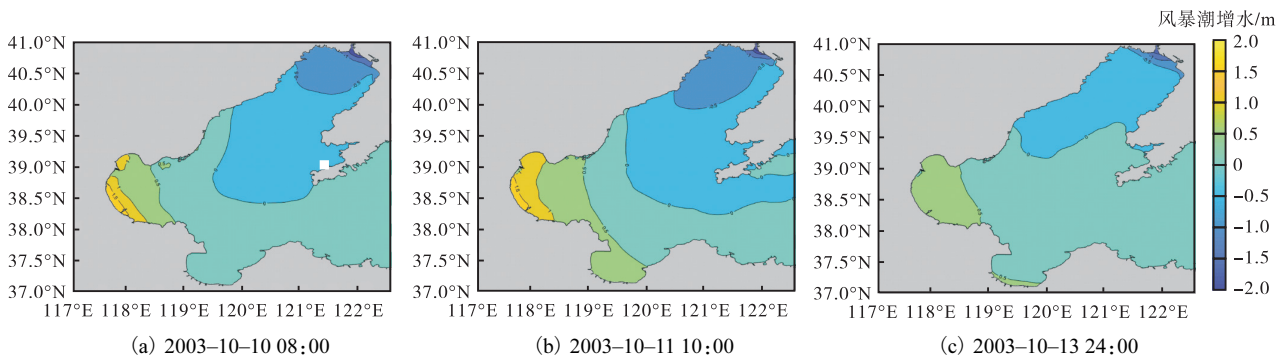 风暴潮增水/m
41.0°N
40.5°N
40.0°N
39.5°N
39.0°N
38.5°N
38.0°N
37.5°N
37.0°N
117°E 118°E 119°E 120°E 121°E 122°E
(a) 2003-10-10 08:00
41.0°N
40.5°N
40.0°N
39.5°N
39.0°N
38.5°N
38.0°N
37.5°N
37.0°N
117°E 118°E 119°E 120°E 121°E 122°E
(b) 2003-10-11 10:00
41.0°N
40.5°N
40.0°N
39.5°N
39.0°N
38.5°N
38.0°N
37.5°N
37.0°N
117°E 118°E 119°E 120°E 121°E 122°E
(c) 2003-10-13 24:00
2.0
1.5
1.0
0.5
0
-0.5
-1.0
-1.5
-2.0